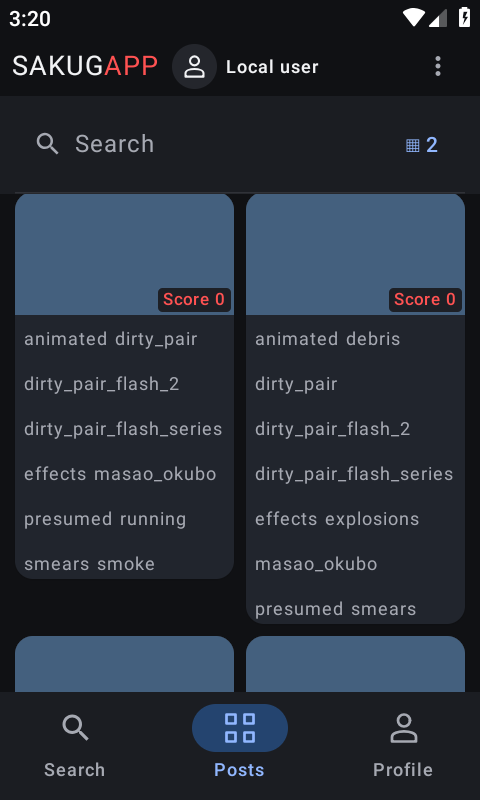 3:20
SAKUGAPP
Local user
Search
2
Score 0
animated dirty_pair
dirty_pair_flash_2
dirty_pair_flash_series
effects masao_okubo
presumed running
smears smoke
Score 0
animated debris
dirty_pair
dirty_pair_flash_2
dirty_pair_flash_series
effects explosions
masao_okubo
presumed smears
Search
Posts
Profile